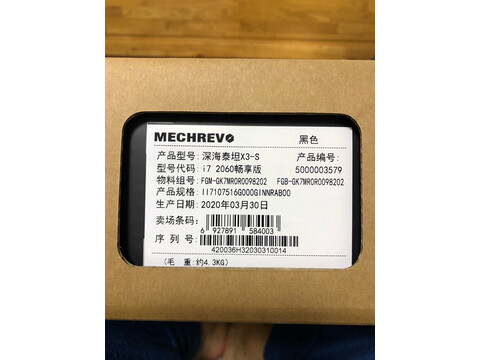 MECHREVO
黑色
产品型号: 深海泰坦X3-S
产品编号:
型号代码: i7 2060畅享版
5000003579
物料组号: FGM-GK7MR0R0098202 FGB-GK7MR0R0098202
产品规格: II7107516G000GINNRAB00
生产日期: 2020年03月30日
卖场条码:
6 927891 584003
序 列 号:
420036H32030310014
(毛 重:约4.3KG)